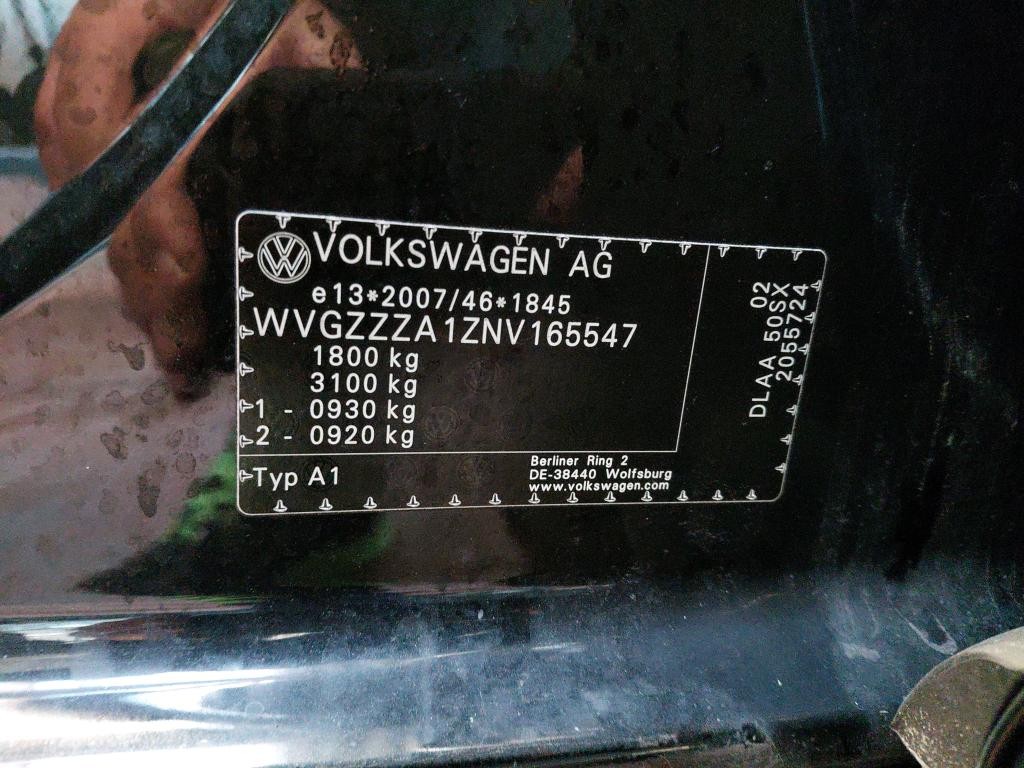 VOLKSWAGEN AG
e13*2007/46*1845
WVGZZZA1ZNV165547
1800 kg
3100 kg
1 - 0930 kg
2 - 0920 kg
Typ A1
Berliner Ring 2
DE-38440 Wolfsburg
www.volkswagen.com
DLAA 50SX 02
2055724